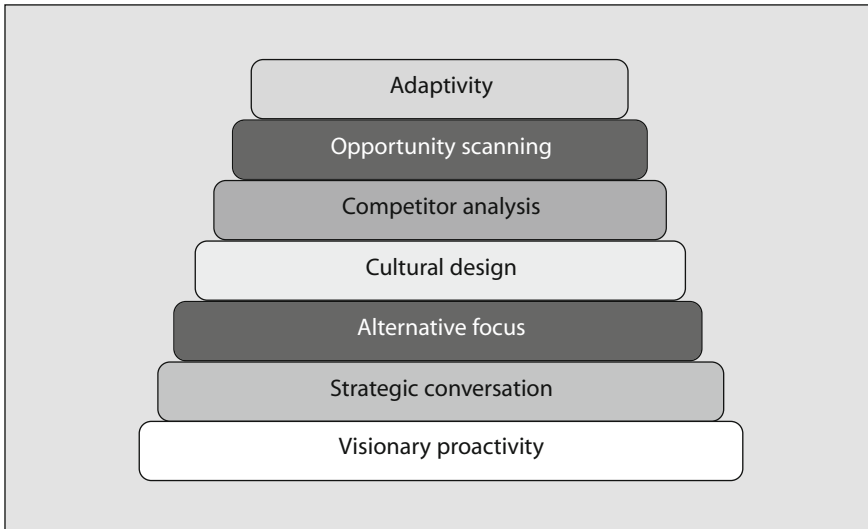 Adaptivity
Opportunity scanning
Competitor analysis
Cultural design
Alternative focus
Strategic conversation
Visionary proactivity